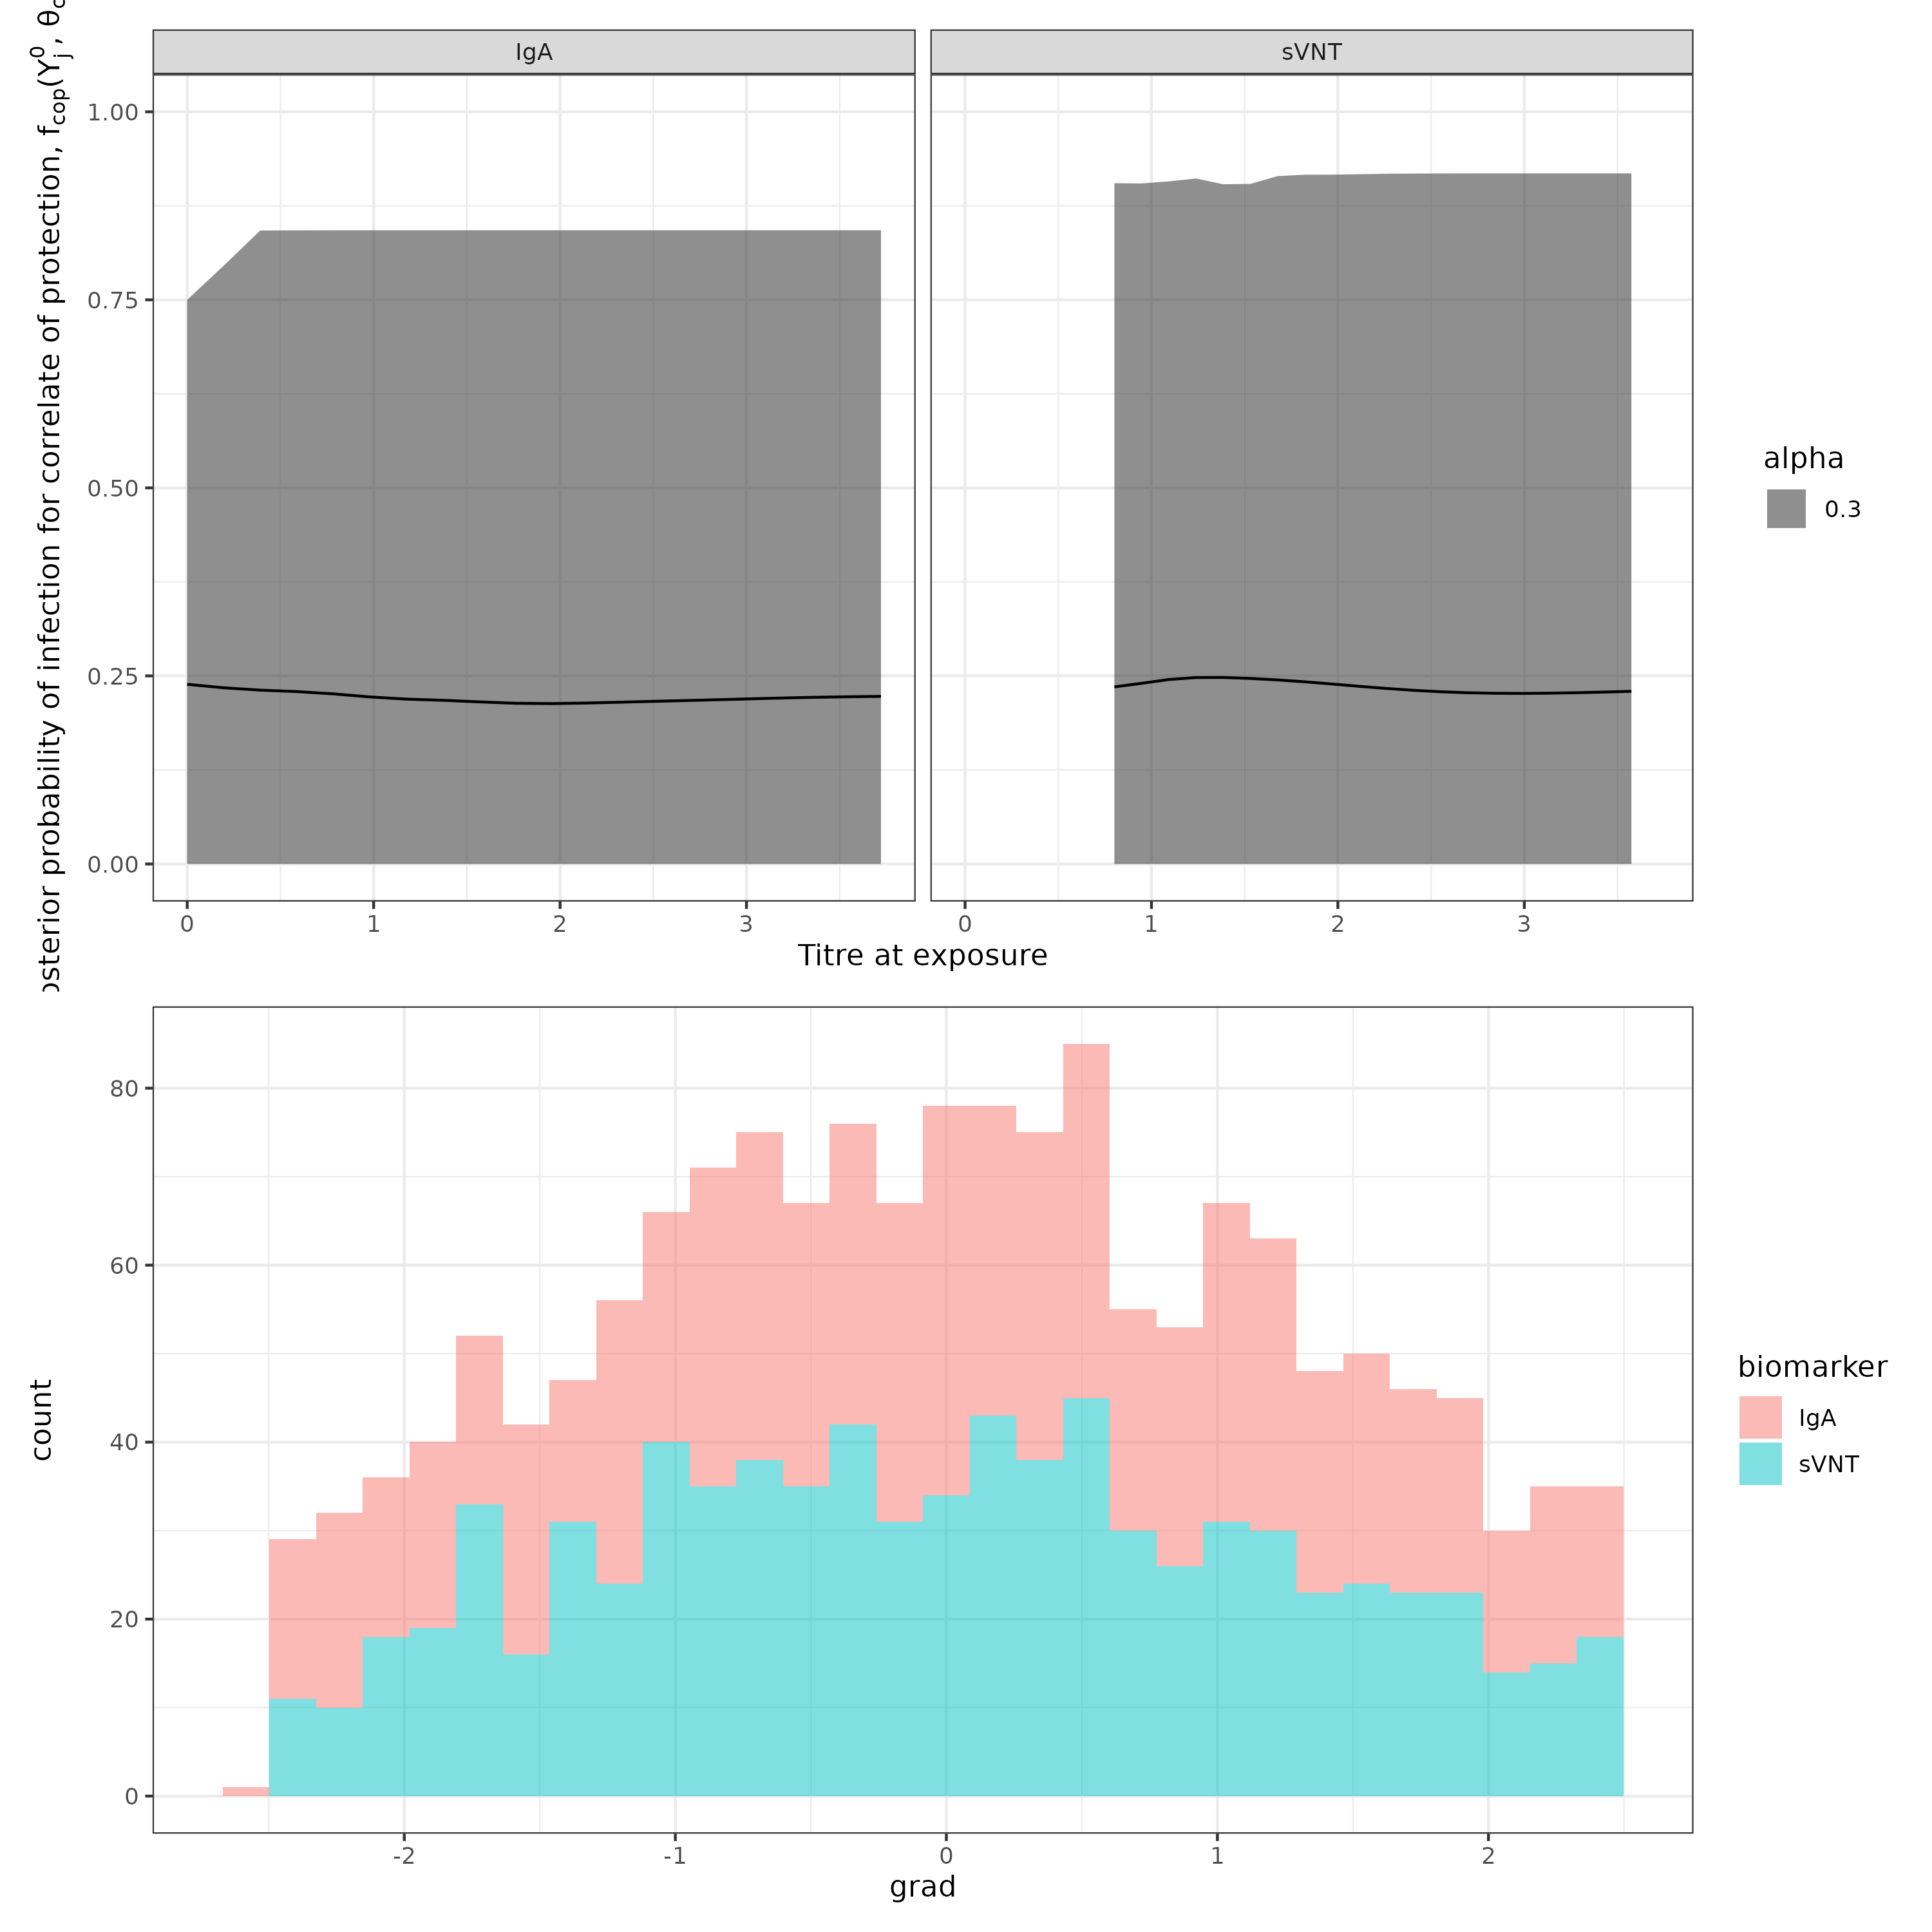 IgA
sVNT
osterior probability of infection for correlate of protection, fcop(Yj0, θc
1.00
0.75
0.50
0.25
0.00
0 1 2 3
0 1 2 3
Titre at exposure
alpha
0.3
count
80
60
40
20
0
-2 -1 0 1 2
grad
biomarker
IgA
sVNT